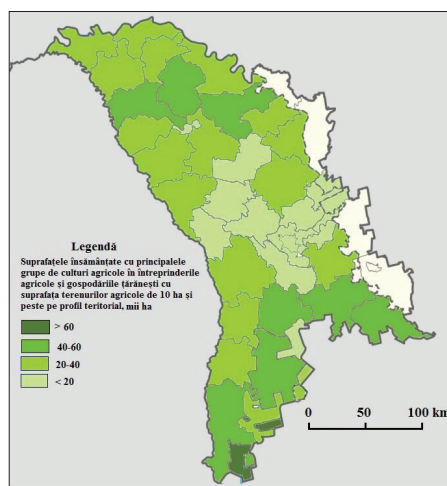 Legendă
Suprafețele însămânțate cu principalele
grupe de culturi agricole în întreprinderile
agricole și gospodăriile țărănești cu
suprafața terenurilor agricole de 10 ha și
peste pe profil teritorial, mii ha
> 60
40-60
20-40
< 20
0 50 100 km